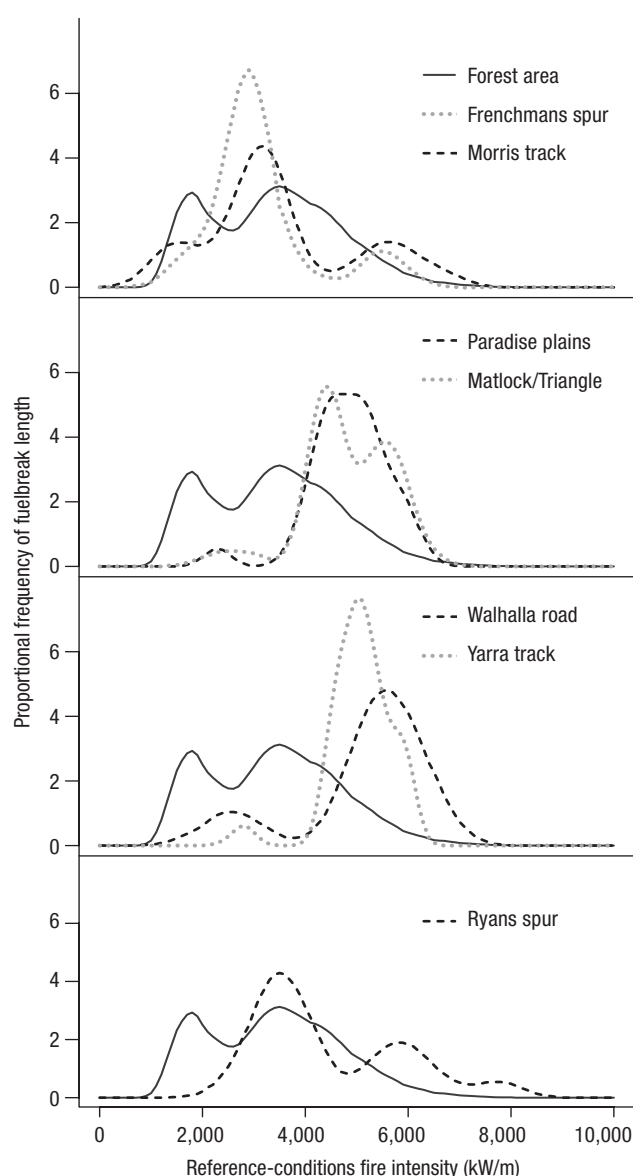 Proportional frequency of fuelbreak length
6
4
2
0
Forest area
Frenchmans spur
Morris track
6
4
2
0
Paradise plains
Matlock/Triangle
6
4
2
0
Walhalla road
Yarra track
6
4
2
0
Ryans spur
0 2,000 4,000 6,000 8,000 10,000
Reference-conditions fire intensity (kW/m)